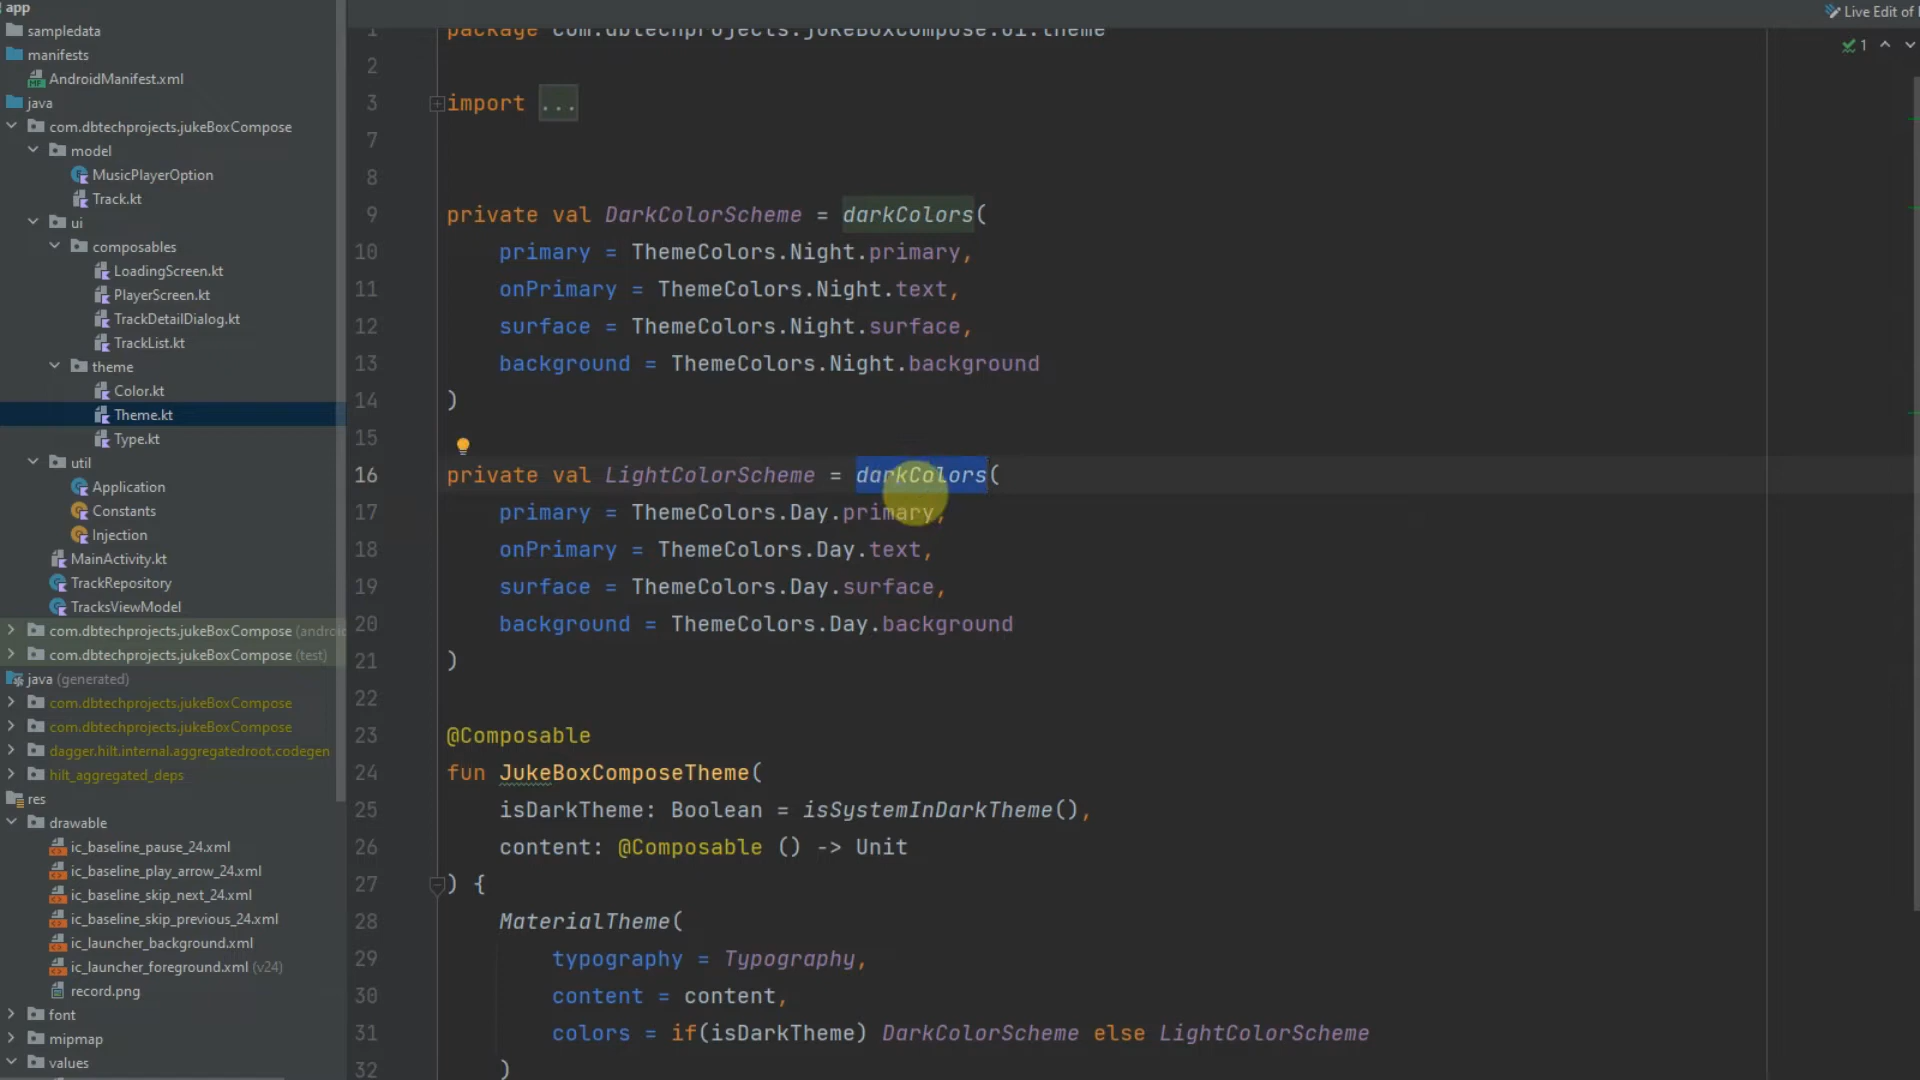 app
sampledata
manifests
AndroidManifest.xml
java
com.dbtechprojects.jukeBoxCompose
model
MusicPlayerOption
Track.kt
ui
composables
LoadingScreen.kt
PlayerScreen.kt
TrackDetailDialog.kt
TrackList.kt
theme
Color.kt
Theme.kt
Type.kt
util
Application
Constants
Injection
MainActivity.kt
TrackRepository
TracksViewModel
com.dbtechprojects.jukeBoxCompose (androi
com.dbtechprojects.jukeBoxCompose (test)
java (generated)
com.dbtechprojects.jukeBoxCompose
com.dbtechprojects.jukeBoxCompose
dagger.hilt.internal.aggregatedroot.codegen
hilt_aggregated_deps
res
drawable
ic_baseline_pause_24.xml
ic_baseline_play_arrow_24.xml
ic_baseline_skip_next_24.xml
ic_baseline_skip_previous_24.xml
ic_launcher_background.xml
ic_launcher_foreground.xml (v24)
record.png
font
mipmap
values
Live Edit of
1
1 package com.dbtechprojects.jukeBoxCompose.ui.theme
2
3 import ...
7
8
9 private val DarkColorScheme = darkColors(
10 primary = ThemeColors.Night.primary,
11 onPrimary = ThemeColors.Night.text,
12 surface = ThemeColors.Night.surface,
13 background = ThemeColors.Night.background
14 )
15
16 private val LightColorScheme = darkColors(
17 primary = ThemeColors.Day.primary,
18 onPrimary = ThemeColors.Day.text,
19 surface = ThemeColors.Day.surface,
20 background = ThemeColors.Day.background
21 )
22
23 @Composable
24 fun JukeBoxComposeTheme(
25 isDarkTheme: Boolean = isSystemInDarkTheme(),
26 content: @Composable () -> Unit
27 ) {
28 MaterialTheme(
29 typography = Typography,
30 content = content,
31 colors = if(isDarkTheme) DarkColorScheme else LightColorScheme
32 )